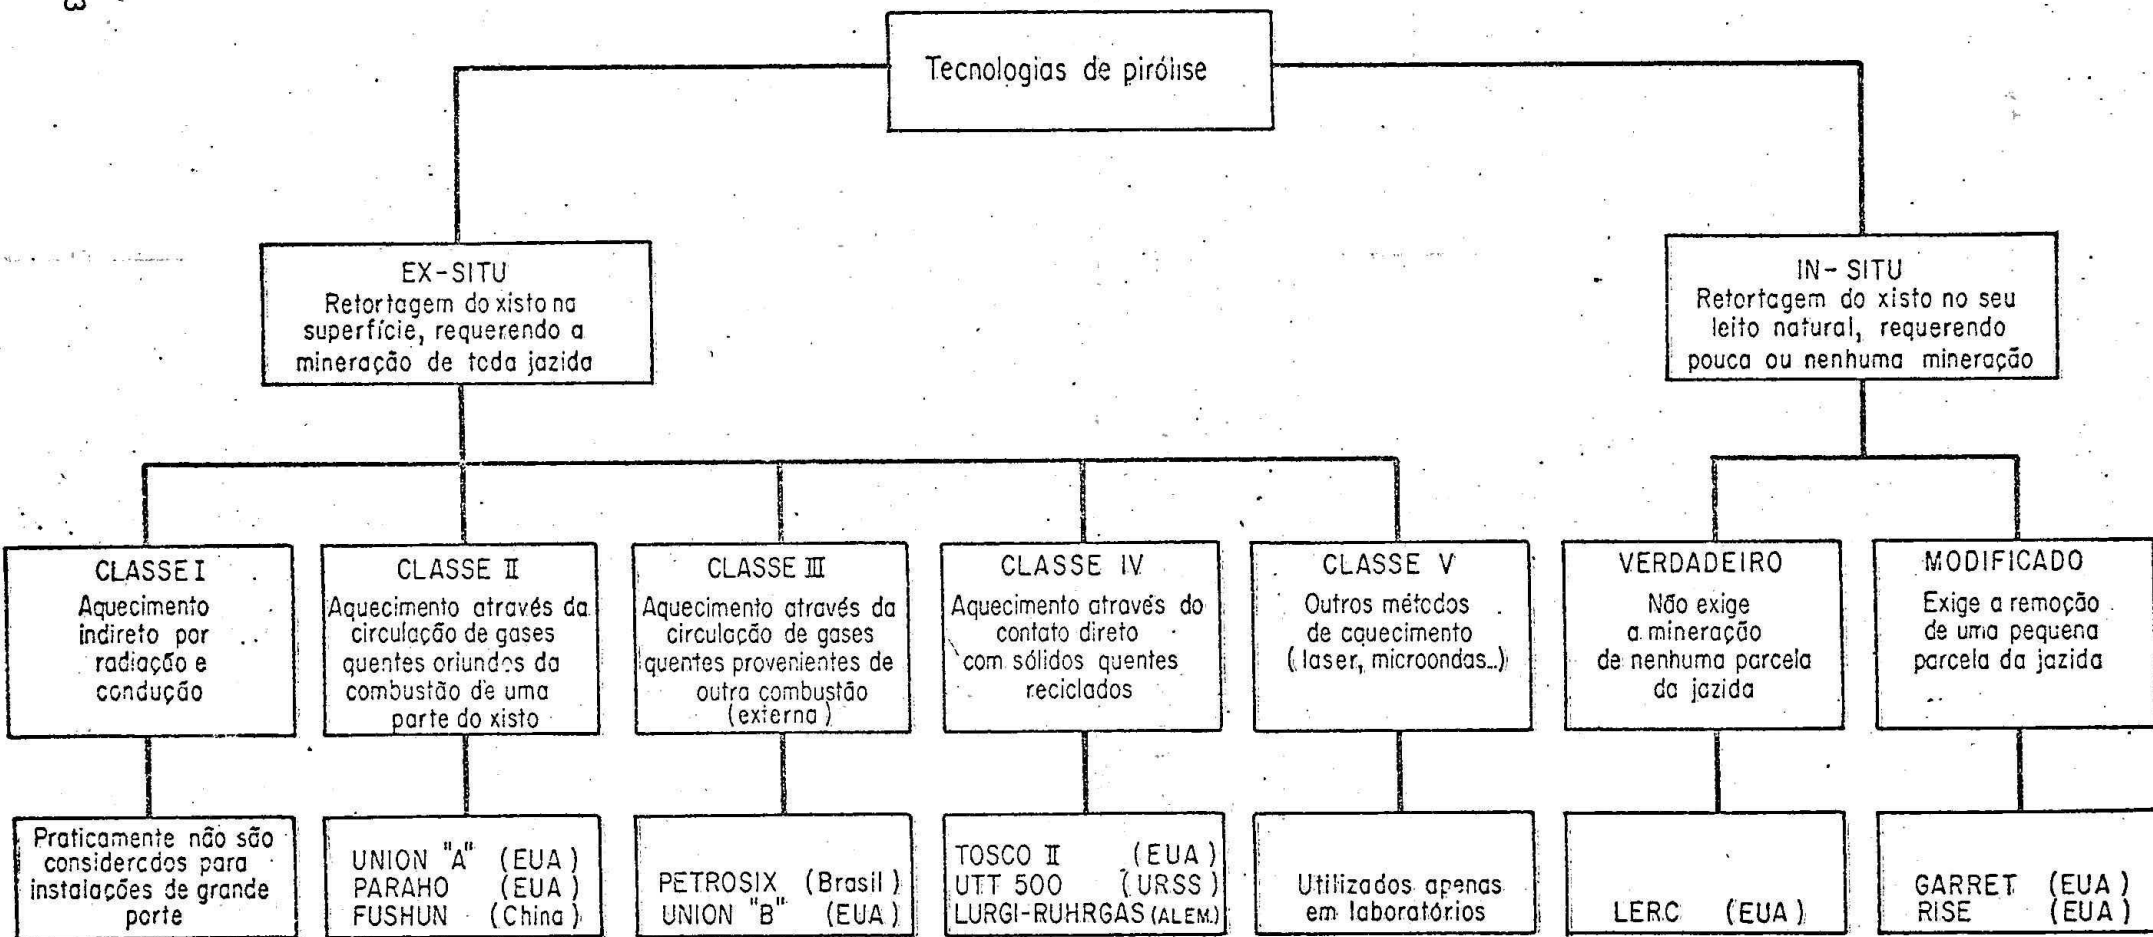 3
Tecnologias de pirólise
EX-SITU
Retortagem do xisto na
superfície, requerendo a
mineração de toda jazida
IN-SITU
Retortagem do xisto no seu
leito natural, requerendo
pouca ou nenhuma mineração
CLASSE I
Aquecimento
indireto por
radiação e
condução
CLASSE II
Aquecimento através da
circulação de gases
quentes oriundos da
combustão de uma
parte do xisto
CLASSE III
Aquecimento através da
circulação de gases
quentes provenientes de
outra combustão
(externa)
CLASSE IV
Aquecimento através do
contato direto
com sólidos quentes
reciclados
CLASSE V
Outros métodos
de aquecimento
(laser, microondas...)
VERDADEIRO
Não exige
a mineração
de nenhuma parcela
da jazida
MODIFICADO
Exige a remoção
de uma pequena
parcela da jazida
Praticamente não são
considerados para
instalações de grande
porte
UNION "A" (EUA)
PARAHO (EUA)
FUSHUN (China)
PETROSIX (Brasil)
UNION "B" (EUA)
TOSCO II (EUA)
UTT 500 (URSS)
LURGI-RUHRGAS (ALEM.)
Utilizados apenas
em laboratórios
LERC (EUA)
GARRET (EUA)
RISE (EUA)